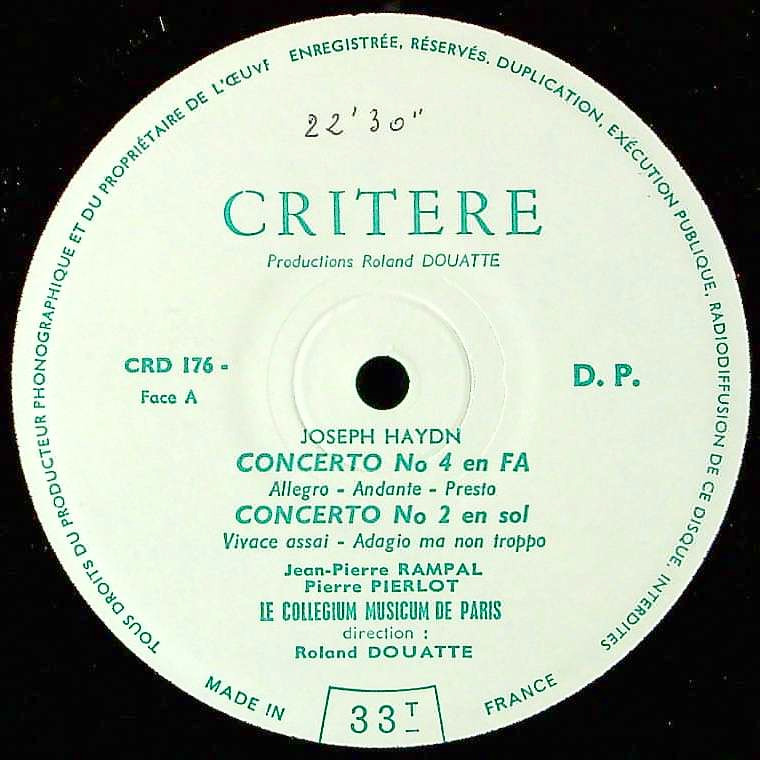 TOUS DROITS DU PRODUCTEUR PHONOGRAPHIQUE ET DU PROPRIÉTAIRE DE L'ŒUVF ENREGISTRÉE, RÉSERVÉS. DUPLICATION, EXÉCUTION PUBLIQUE, RADIODIFFUSION DE CE DISQUE, INTERDITES
22'30"
CRITERE
Productions Roland DOUATTE
CRD 176 -
Face A
D. P.
JOSEPH HAYDN
CONCERTO No 4 en FA
Allegro - Andante - Presto
CONCERTO No 2 en sol
Vivace assai - Adagio ma non troppo
Jean-Pierre RAMPAL
Pierre PIERLOT
LE COLLEGIUM MUSICUM DE PARIS
direction :
Roland DOUATTE
MADE IN FRANCE
33 T